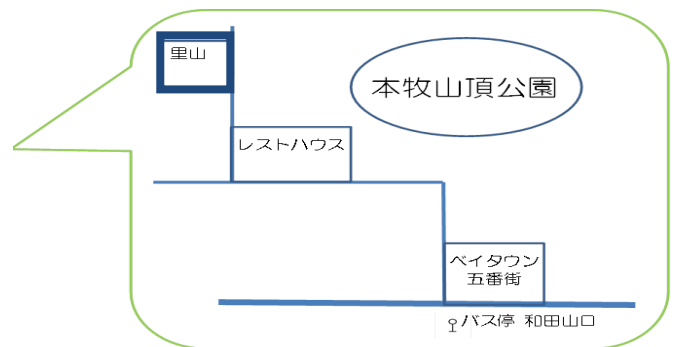 里山
本牧山頂公園
レストハウス
ベイタウン
五番街
バス停 和田山口